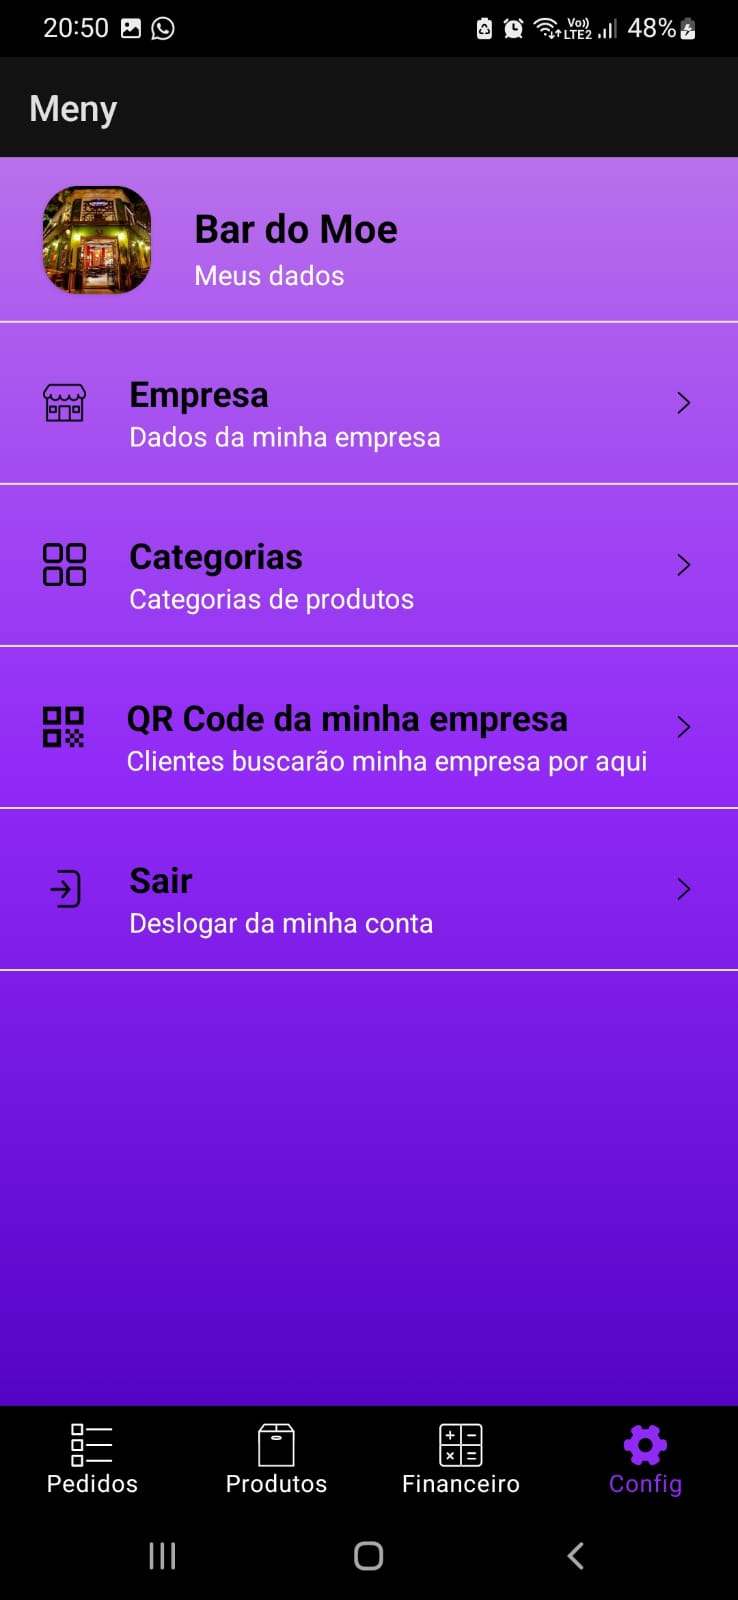 20:50
Vo))
LTE2
48%
Meny
Bar do Moe
Meus dados
Empresa
Dados da minha empresa
Categorias
Categorias de produtos
QR Code da minha empresa
Clientes buscarão minha empresa por aqui
Sair
Deslogar da minha conta
Pedidos
Produtos
Financeiro
Config